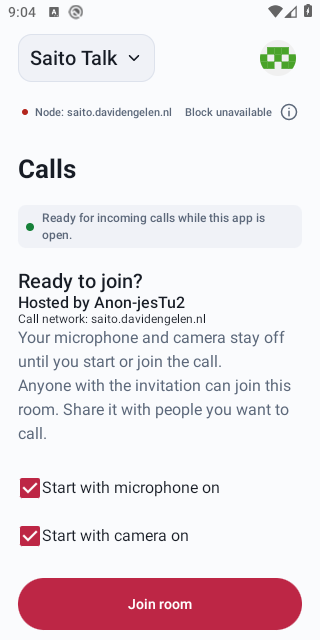 9:04
Saito Talk
Node: saito.davidengelen.nl Block unavailable
Calls
Ready for incoming calls while this app is
open.
Ready to join?
Hosted by Anon-jesTu2
Call network: saito.davidengelen.nl
Your microphone and camera stay off
until you start or join the call.
Anyone with the invitation can join this
room. Share it with people you want to
call.
Start with microphone on
Start with camera on
Join room